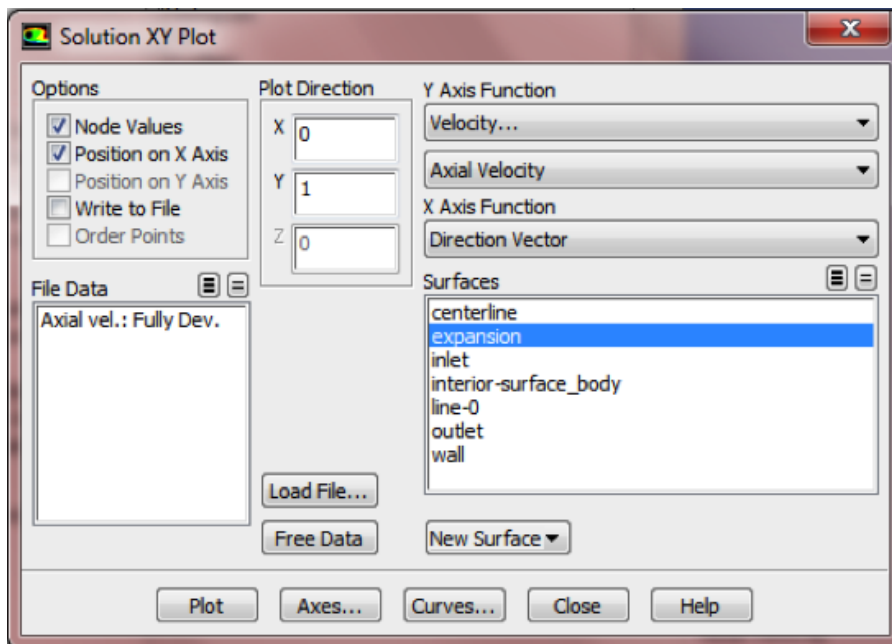 Solution XY Plot
Options
Node Values
Position on X Axis
Position on Y Axis
Write to File
Order Points
Plot Direction
X 0
Y 1
Z 0
Y Axis Function
Velocity...
Axial Velocity
X Axis Function
Direction Vector
File Data
Axial vel.: Fully Dev.
Surfaces
centerline
expansion
inlet
interior-surface_body
line-0
outlet
wall
Load File...
Free Data
New Surface
Plot
Axes...
Curves...
Close
Help